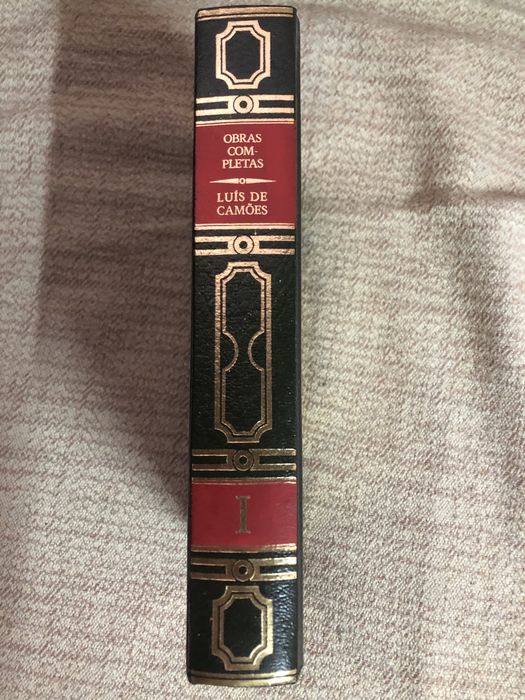 OBRAS
COM-
PLETAS
LUÍS DE
CAMÕES
I